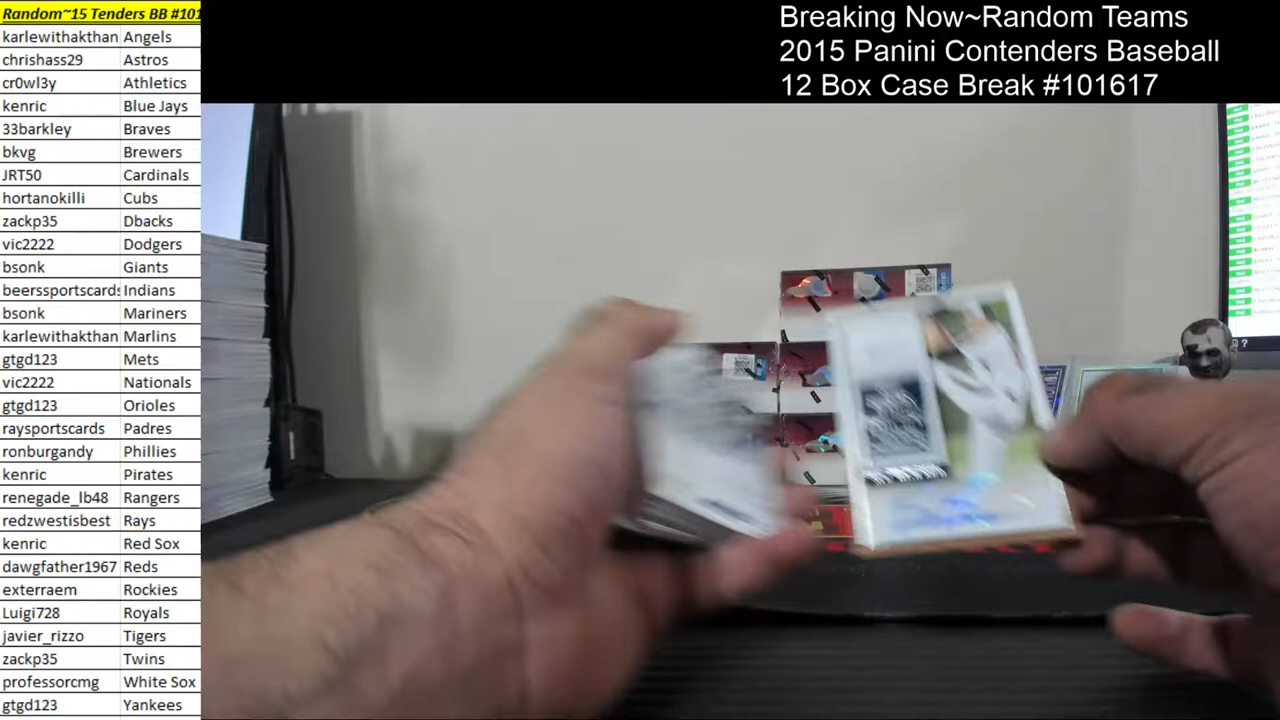 Random~15 Tenders BB #101
karlewithakthan Angels
chrishass29 Astros
cr0wl3y Athletics
kenric Blue Jays
33barkley Braves
bkvg Brewers
JRT50 Cardinals
hortanokilli Cubs
zackp35 Dbacks
vic2222 Dodgers
bsonk Giants
beerssportscards Indians
bsonk Mariners
karlewithakthan Marlins
gtgd123 Mets
vic2222 Nationals
gtgd123 Orioles
raysportscards Padres
ronburgandy Phillies
kenric Pirates
renegade_lb48 Rangers
redzwestisbest Rays
kenric Red Sox
dawgfather1967 Reds
exterraem Rockies
Luigi728 Royals
javier_rizzo Tigers
zackp35 Twins
professorcmg White Sox
gtgd123 Yankees
Breaking Now~Random Teams
2015 Panini Contenders Baseball
12 Box Case Break #101617